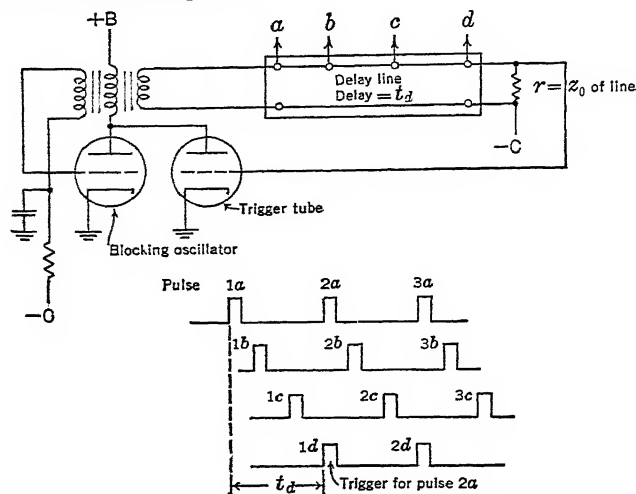 +B
a b c d
Delay line
Delay = t_d
r = z_0 of line
-C
Trigger tube
Blocking oscillator
-C
Pulse 1a 2a 3a
1b 2b 3b
1c 2c 3c
1d 2d
t_d Trigger for pulse 2a